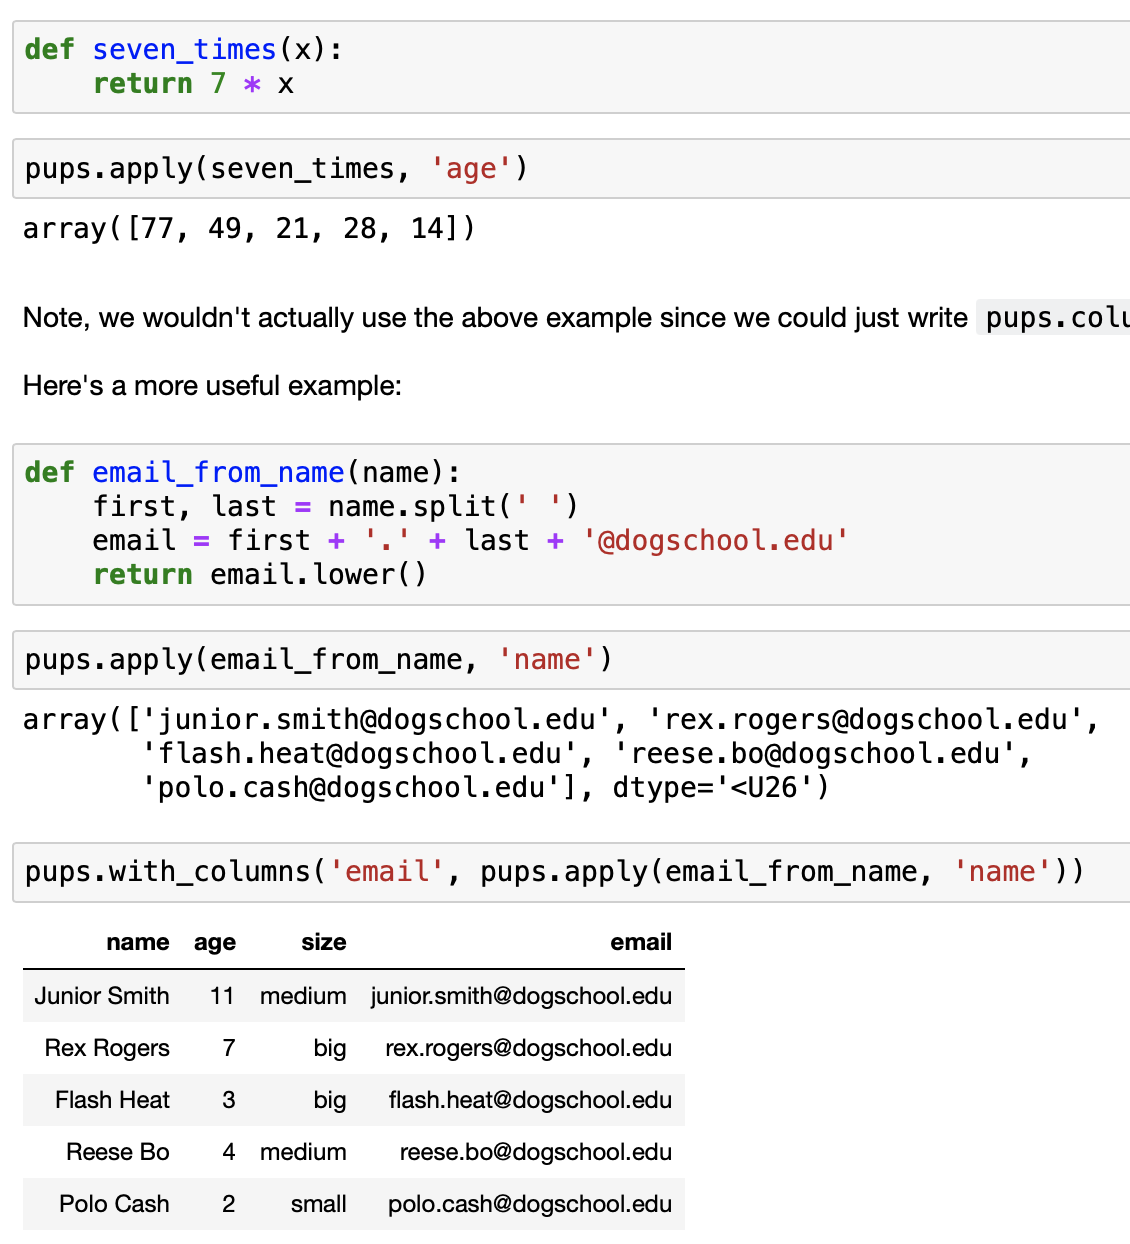 def seven_times(x):
    return 7 * x
pups.apply(seven_times, 'age')
array([77, 49, 21, 28, 14])
Note, we wouldn't actually use the above example since we could just write pups.colu
Here's a more useful example:
def email_from_name(name):
    first, last = name.split(' ')
    email = first + '.' + last + '@dogschool.edu'
    return email.lower()
pups.apply(email_from_name, 'name')
array(['junior.smith@dogschool.edu', 'rex.rogers@dogschool.edu',
       'flash.heat@dogschool.edu', 'reese.bo@dogschool.edu',
       'polo.cash@dogschool.edu'], dtype='<U26')
pups.with_columns('email', pups.apply(email_from_name, 'name'))
name age size email
Junior Smith 11 medium junior.smith@dogschool.edu
Rex Rogers 7 big rex.rogers@dogschool.edu
Flash Heat 3 big flash.heat@dogschool.edu
Reese Bo 4 medium reese.bo@dogschool.edu
Polo Cash 2 small polo.cash@dogschool.edu